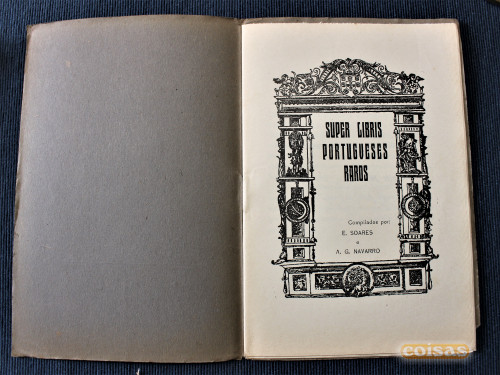 SUPER LIBRIS
PORTUGUESES
RAROS
Compilados por:
E. SOARES
e
A. G. NAVARRO
coisas